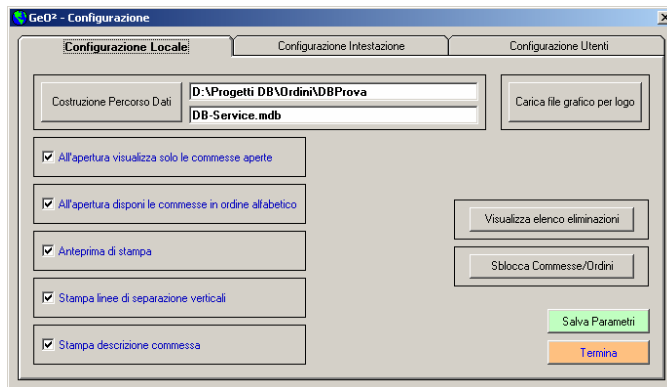 GeO² - Configurazione
Configurazione Locale
Configurazione Intestazione
Configurazione Utenti
Costruzione Percorso Dati
D:\Progetti DB\Ordini\DBProva
DB-Service.mdb
Carica file grafico per logo
All'apertura visualizza solo le commesse aperte
All'apertura disponi le commesse in ordine alfabetico
Visualizza elenco eliminazioni
Anteprima di stampa
Sblocca Commesse/Ordini
Stampa linee di separazione verticali
Salva Parametri
Stampa descrizione commessa
Termina